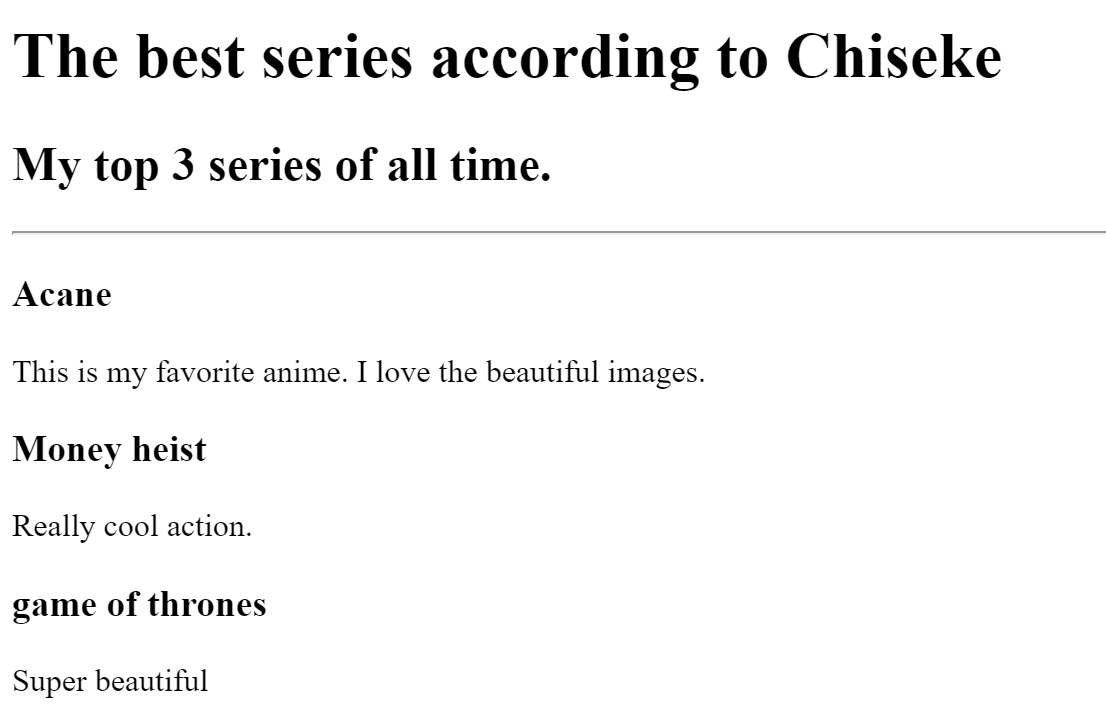 The best series according to Chiseke
My top 3 series of all time.
Acane
This is my favorite anime. I love the beautiful images.
Money heist
Really cool action.
game of thrones
Super beautiful